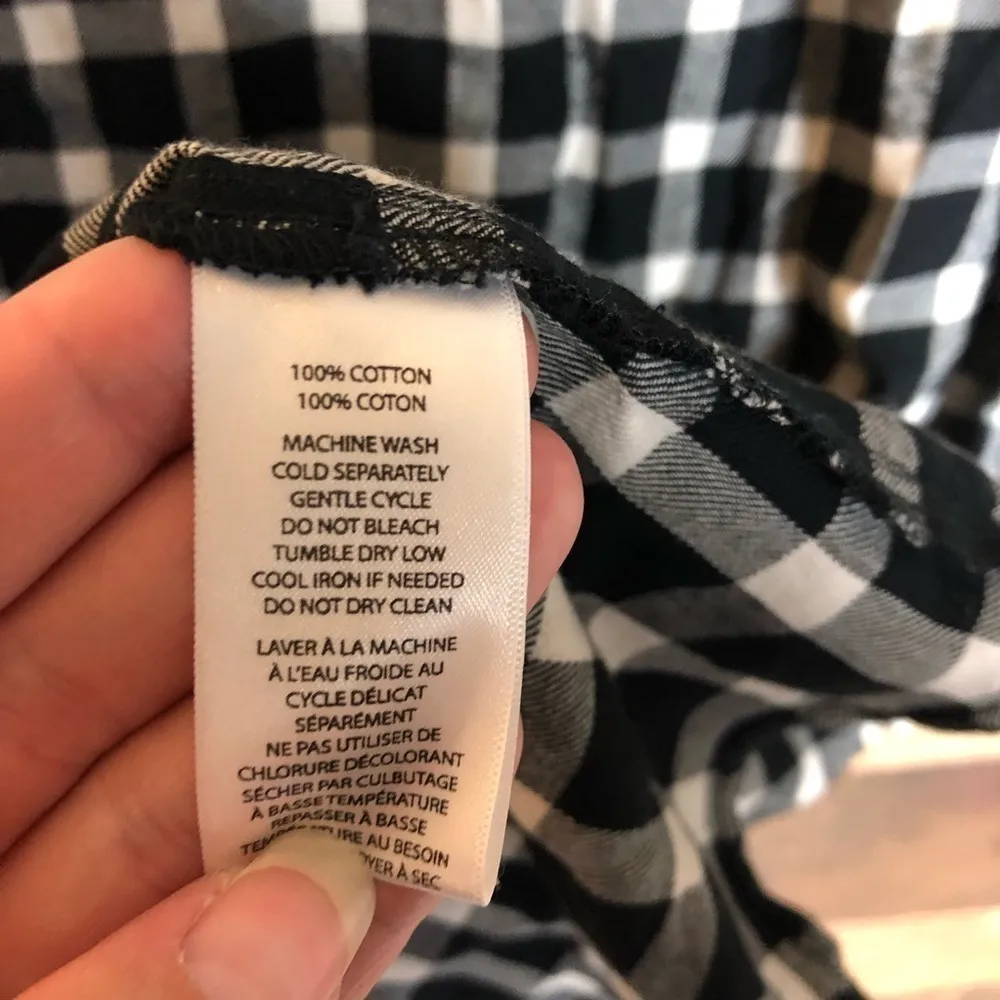 100% COTTON
100% COTON
MACHINE WASH
COLD SEPARATELY
GENTLE CYCLE
DO NOT BLEACH
TUMBLE DRY LOW
COOL IRON IF NEEDED
DO NOT DRY CLEAN
LAVER À LA MACHINE
À L'EAU FROIDE AU
CYCLE DÉLICAT
SÉPARÉMENT
NE PAS UTILISER DE
CHLORURE DÉCOLORANT
SÉCHER PAR CULBUTAGE
À BASSE TEMPÉRATURE
REPASSER À BASSE
AU BESOIN
À SEC